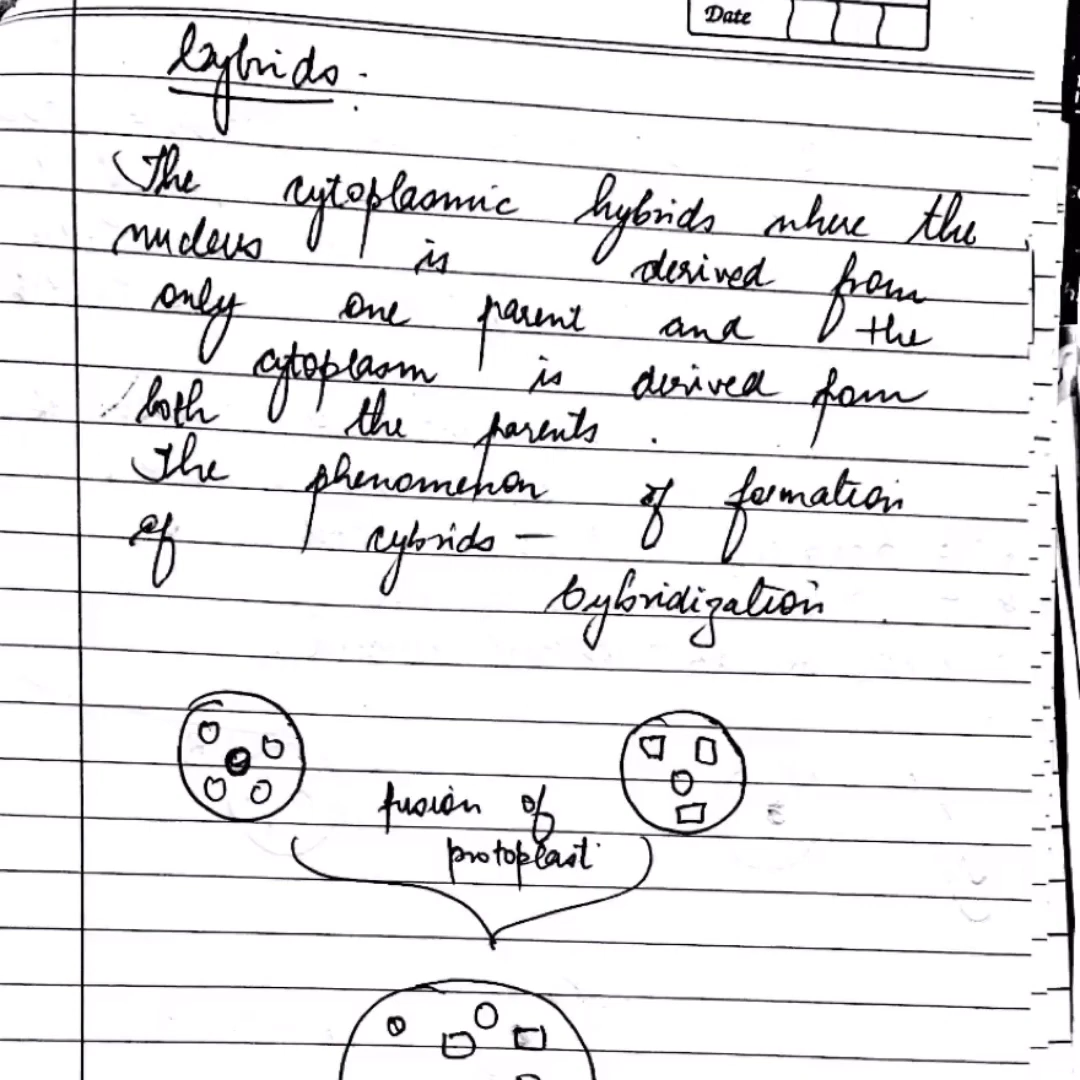 Date
Cybrids :
The cytoplasmic hybrids where the
nucleus is derived from
only one parent and the
cytoplasm is derived from
both the parents .
The phenomenon of formation
of cybrids —
Cybridization
fusion of
protoplast